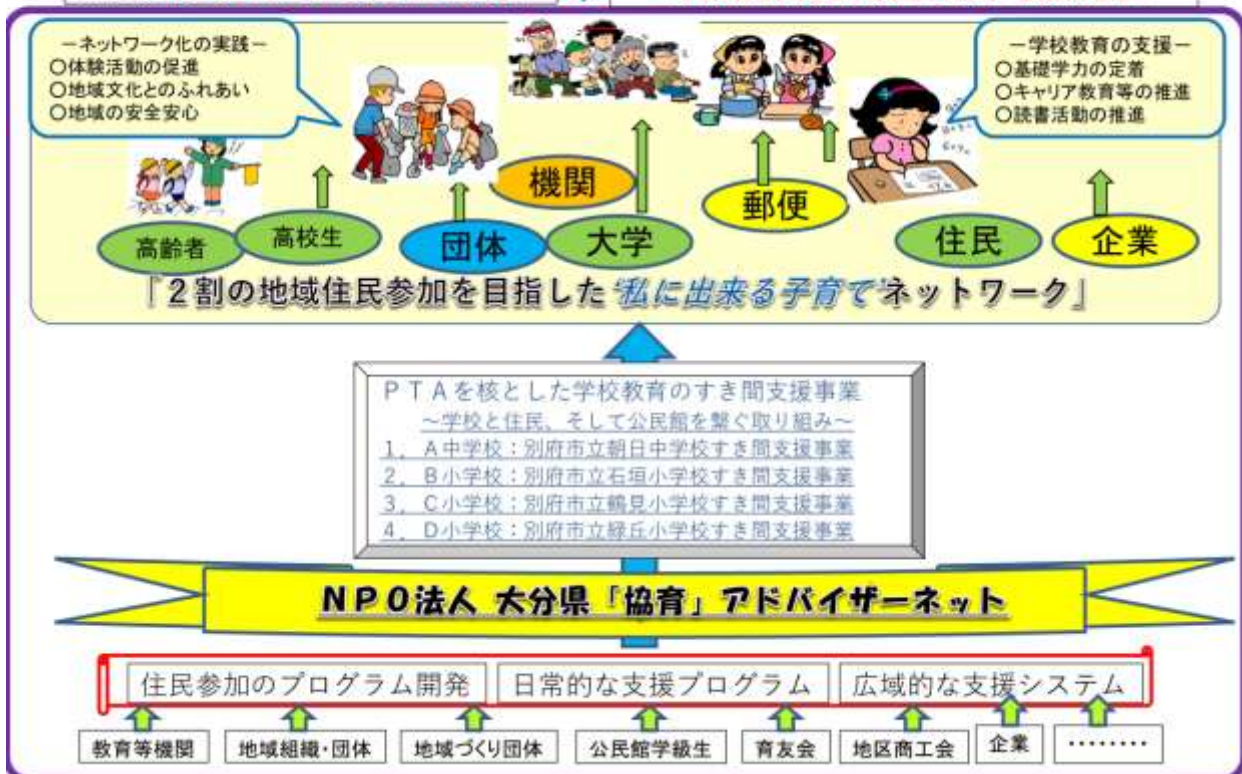 －ネットワーク化の実践－
○体験活動の促進
○地域文化とのふれあい
○地域の安全安心
－学校教育の支援－
○基礎学力の定着
○キャリア教育等の推進
○読書活動の推進
機関
郵便
高齢者
高校生
団体
大学
住民
企業
『２割の地域住民参加を目指した“私に出来る子育て”ネットワーク』
ＰＴＡを核とした学校教育のすき間支援事業
～学校と住民、そして公民館を繋ぐ取り組み～
１，Ａ中学校：別府市立朝日中学校すき間支援事業
２，Ｂ小学校：別府市立石垣小学校すき間支援事業
３，Ｃ小学校：別府市立鶴見小学校すき間支援事業
４，Ｄ小学校：別府市立緑丘小学校すき間支援事業
ＮＰＯ法人 大分県「協育」アドバイザーネット
住民参加のプログラム開発
日常的な支援プログラム
広域的な支援システム
教育等機関
地域組織・団体
地域づくり団体
公民館学級生
育友会
地区商工会
企業
………